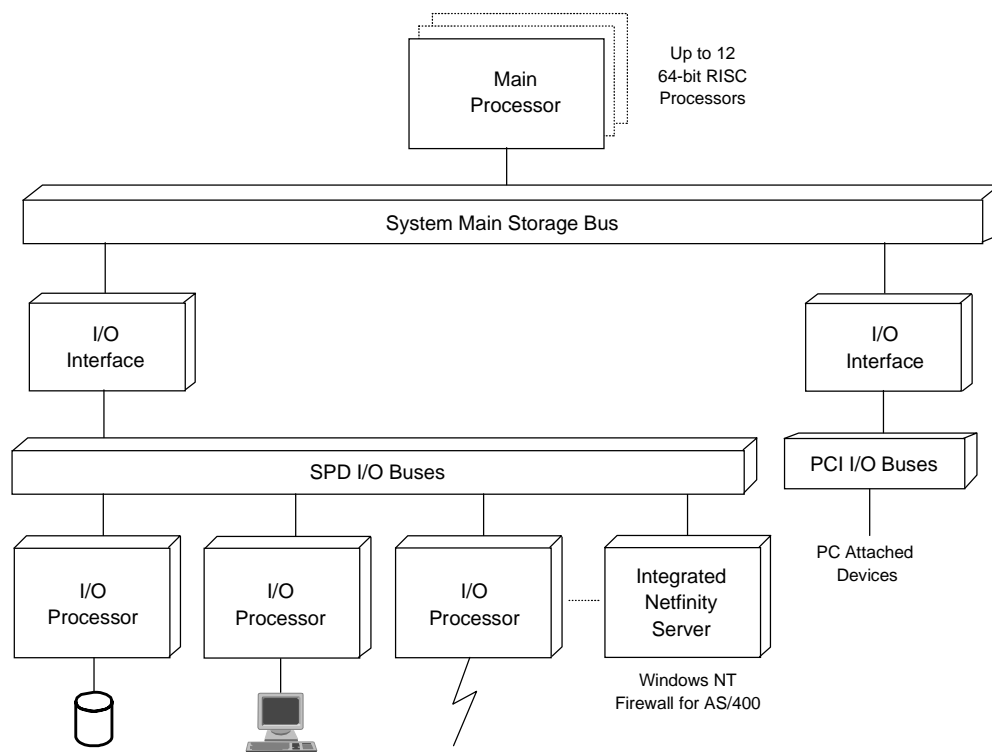 Main
Processor
Up to 12
64-bit RISC
Processors
System Main Storage Bus
I/O
Interface
I/O
Interface
SPD I/O Buses
PCI I/O Buses
I/O
Processor
I/O
Processor
I/O
Processor
Integrated
Netfinity
Server
PC Attached
Devices
Windows NT
Firewall for AS/400